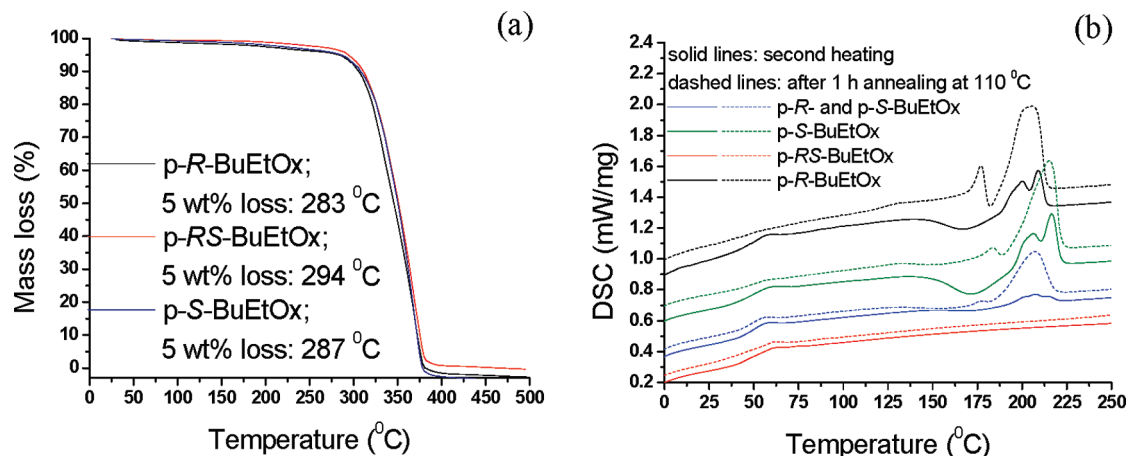 (a)
100
90
80
70
60
50
40
30
20
10
0
Mass loss (%)
p-R-BuEtOx;
5 wt% loss: 283 ⁰C
p-RS-BuEtOx;
5 wt% loss: 294 ⁰C
p-S-BuEtOx;
5 wt% loss: 287 ⁰C
0 50 100 150 200 250 300 350 400 450 500
Temperature (⁰C)
(b)
2.4
2.2
2.0
1.8
1.6
1.4
1.2
1.0
0.8
0.6
0.4
0.2
DSC (mW/mg)
solid lines: second heating
dashed lines: after 1 h annealing at 110 ⁰C
p-R- and p-S-BuEtOx
p-S-BuEtOx
p-RS-BuEtOx
p-R-BuEtOx
0 25 50 75 100 125 150 175 200 225 250
Temperature (⁰C)